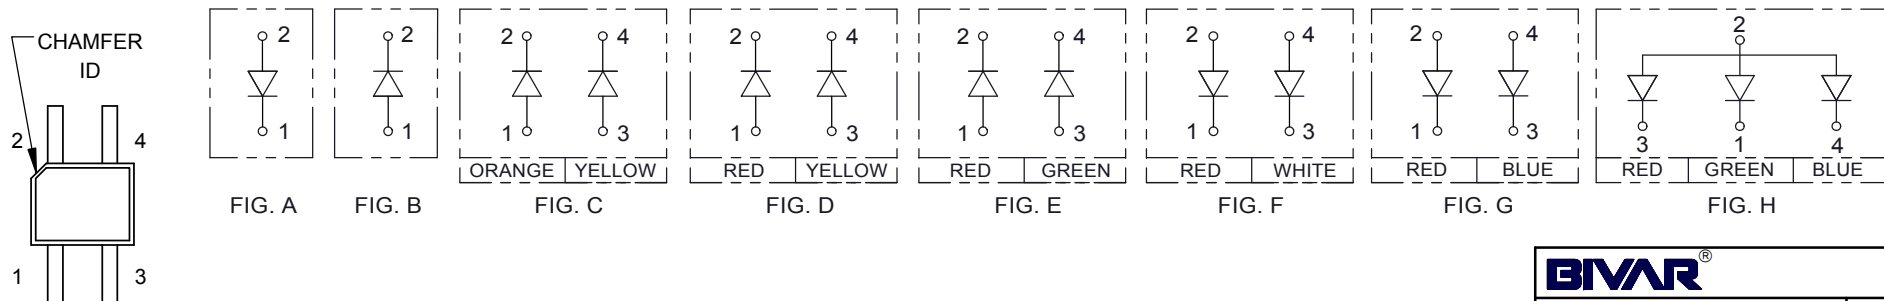 CHAMFER
ID
2
4
1
3
2
1
FIG. A
2
1
FIG. B
2 4
1 3
ORANGE YELLOW
FIG. C
2 4
1 3
RED YELLOW
FIG. D
2 4
1 3
RED GREEN
FIG. E
2 4
1 3
RED WHITE
FIG. F
2 4
1 3
RED BLUE
FIG. G
2
3 1 4
RED GREEN BLUE
FIG. H
BIVAR®